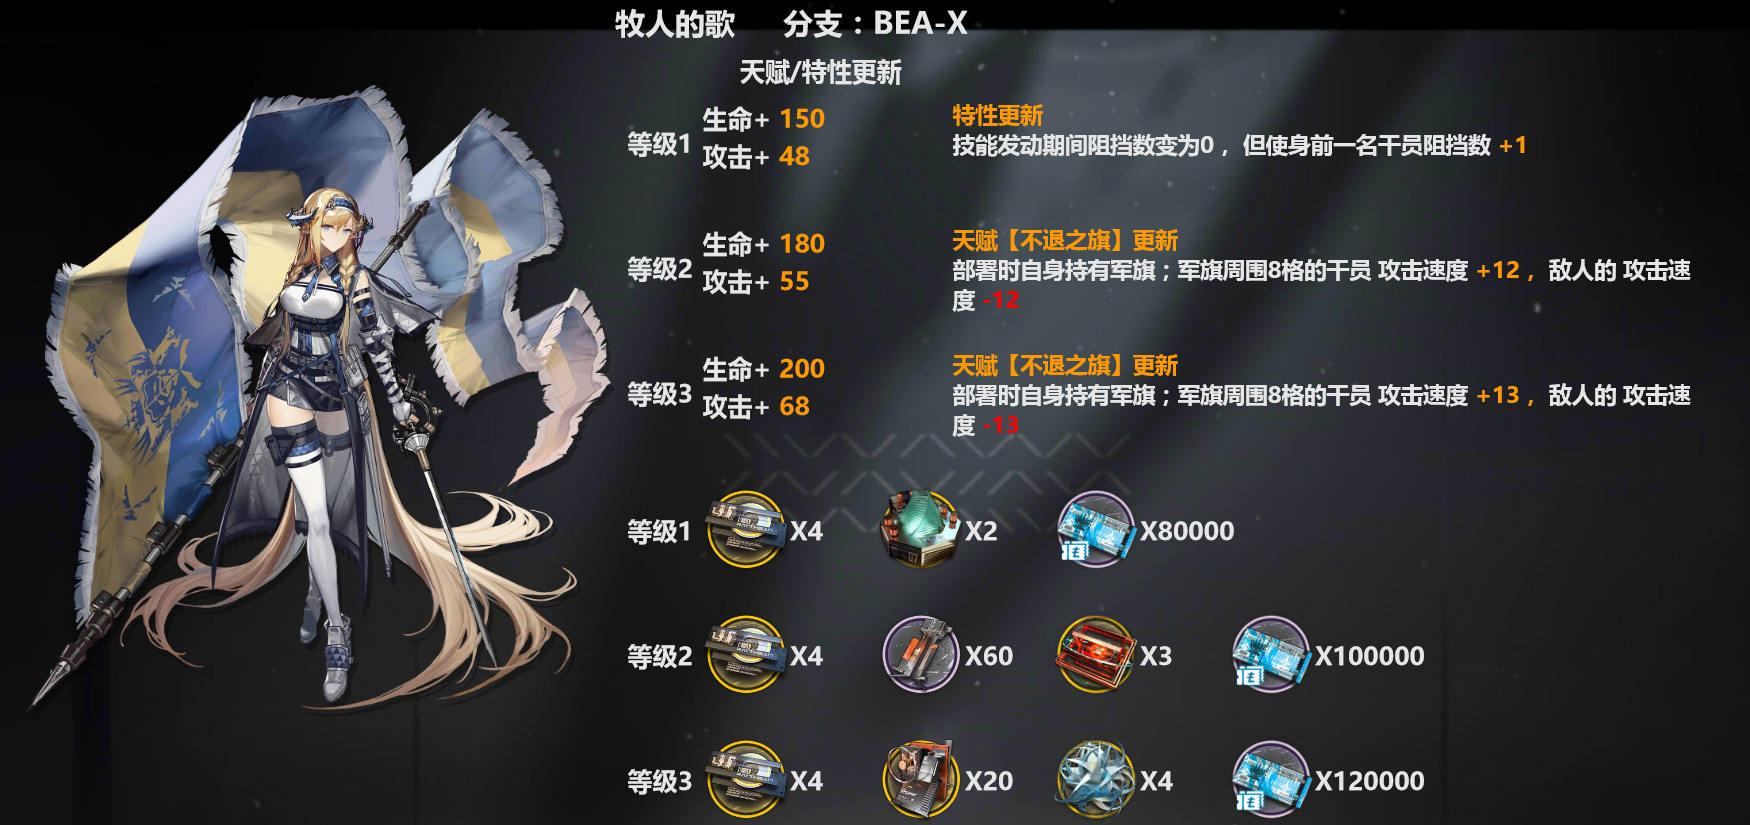 牧人的歌 分支：BEA-X
天赋/特性更新
等级1
生命+ 150
攻击+ 48
特性更新
技能发动期间阻挡数变为0， 但使身前一名干员阻挡数 +1
等级2
生命+ 180
攻击+ 55
天赋【不退之旗】更新
部署时自身持有军旗；军旗周围8格的干员 攻击速度 +12， 敌人的 攻击速
度 -12
等级3
生命+ 200
攻击+ 68
天赋【不退之旗】更新
部署时自身持有军旗；军旗周围8格的干员 攻击速度 +13， 敌人的 攻击速
度 -13
等级1 X4 X2 X80000
等级2 X4 X60 X3 X100000
等级3 X4 X20 X4 X120000